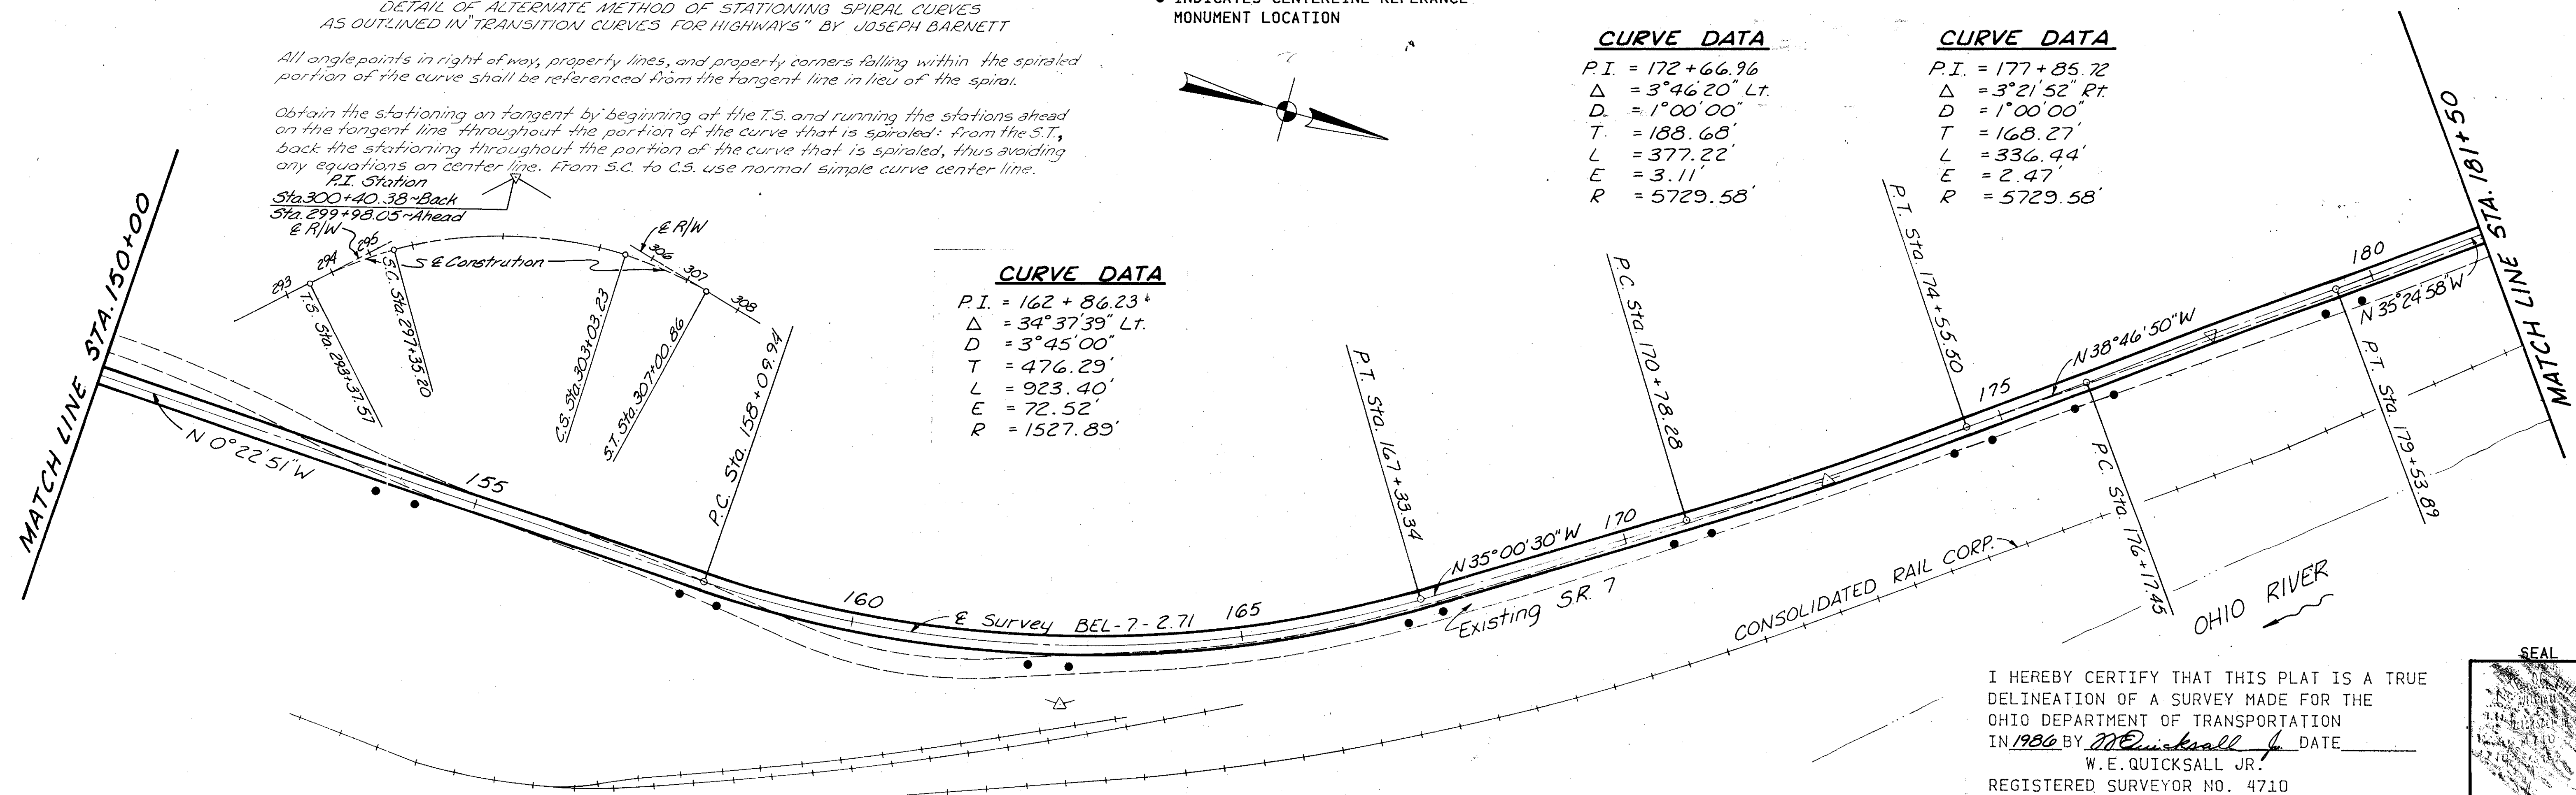 DETAIL OF ALTERNATE METHOD OF STATIONING SPIRAL CURVES
AS OUTLINED IN "TRANSITION CURVES FOR HIGHWAYS" BY JOSEPH BARNETT
All anglepoints in right of way, property lines, and property corners falling within the spiraled
portion of the curve shall be referenced from the tangent line in lieu of the spiral.
Obtain the stationing on tangent by beginning at the T.S. and running the stations ahead
on the tangent line throughout the portion of the curve that is spiraled: from the S.T.,
back the stationing throughout the portion of the curve that is spiraled, thus avoiding
any equations on center line. From S.C. to C.S. use normal simple curve center line.
P.I. Station
Sta.300+40.38~Back
Sta.299+98.05~Ahead
℄ R/W
℄ R/W
℄ Constrution
293
294
295
306
307
308
T.S. Sta.293+37.57
S.C. Sta.297+35.20
C.S. Sta.303+03.23
S.T. Sta.307+00.86
INDICATES CENTERLINE REFERANCE
MONUMENT LOCATION
CURVE DATA
P.I. = 162 + 86.23
Δ = 34°37'39" Lt.
D = 3°45'00"
T = 476.29'
L = 923.40'
E = 72.52'
R = 1527.89'
CURVE DATA
P.I. = 172+66.96
Δ = 3°46'20" Lt.
D = 1°00'00"
T = 188.68'
L = 377.22'
E = 3.11'
R = 5729.58'
CURVE DATA
P.I. = 177+85.72
Δ = 3°21'52" Rt.
D = 1°00'00"
T = 168.27'
L = 336.44'
E = 2.47'
R = 5729.58'
MATCH LINE STA. 150+00
N 0°22'51"W
155
P.C. Sta. 158+09.94
160
℄ Survey BEL-7-2.71
165
P.T. Sta. 167+33.34
N35°00'30"W
170
Existing S.R. 7
P.C. Sta. 170+78.28
P.T. Sta. 174+55.50
175
N38°46'50"W
P.C. Sta. 176+17.45
180
P.T. Sta. 179+53.89
N 35°24'58"W
MATCH LINE STA. 181+50
CONSOLIDATED RAIL CORP.
OHIO RIVER
I HEREBY CERTIFY THAT THIS PLAT IS A TRUE
DELINEATION OF A SURVEY MADE FOR THE
OHIO DEPARTMENT OF TRANSPORTATION
IN 1986 BY WEQuicksall Jr. DATE
W.E.QUICKSALL JR.
REGISTERED SURVEYOR NO. 4710
SEAL